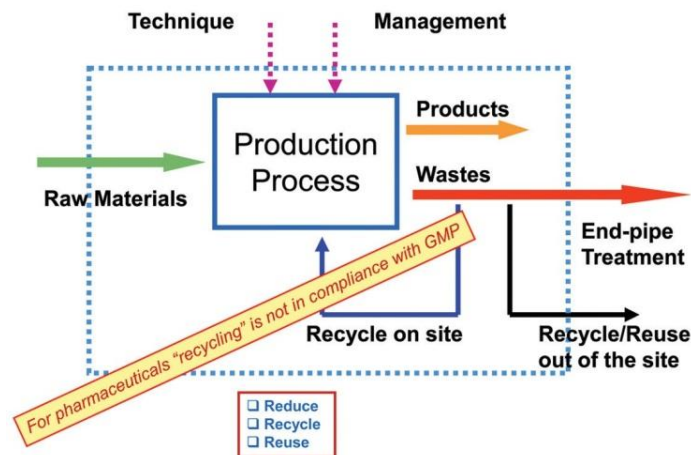 Technique
Management
Production
Process
Products
Raw Materials
Wastes
End-pipe
Treatment
Recycle on site
Recycle/Reuse
out of the site
For pharmaceuticals “recycling” is not in compliance with GMP
❑ Reduce
❑ Recycle
❑ Reuse